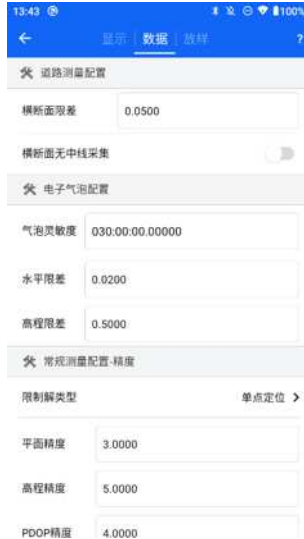 13:43 100%
显示 数据 放样 ?
道路测量配置
横断面限差 0.0500
横断面无中线采集
电子气泡配置
气泡灵敏度 030:00:00.00000
水平限差 0.0200
高程限差 0.5000
常规测量配置-精度
限制解类型 单点定位
平面精度 3.0000
高程精度 5.0000
PDOP精度 4.0000